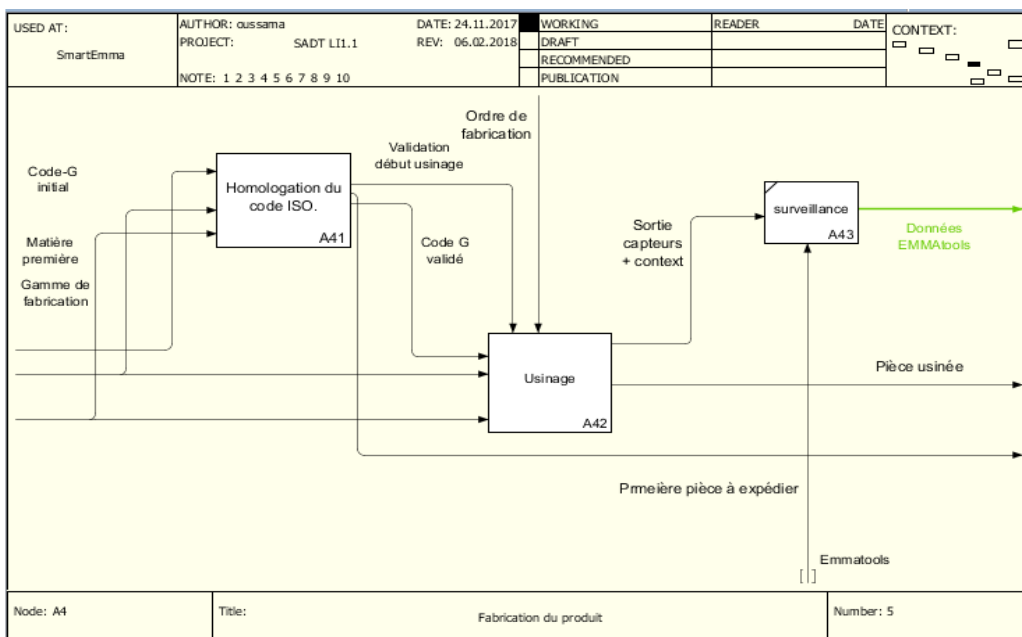 USED AT:
SmartEmma
AUTHOR: oussama
PROJECT: SADT LI1.1
NOTE: 1 2 3 4 5 6 7 8 9 10
DATE: 24.11.2017
REV: 06.02.2018
WORKING
DRAFT
RECOMMENDED
PUBLICATION
READER
DATE
CONTEXT:
Ordre de
fabrication
Validation
début usinage
Code-G
initial
Homologation du
code ISO.
A41
Matière
première
Gamme de
fabrication
Code G
validé
Sortie
capteurs
+ context
surveillance
A43
Données
EMMAtools
Usinage
A42
Pièce usinée
Prmeière pièce à expédier
Emmatools
[ ]
Node: A4
Title:
Fabrication du produit
Number: 5